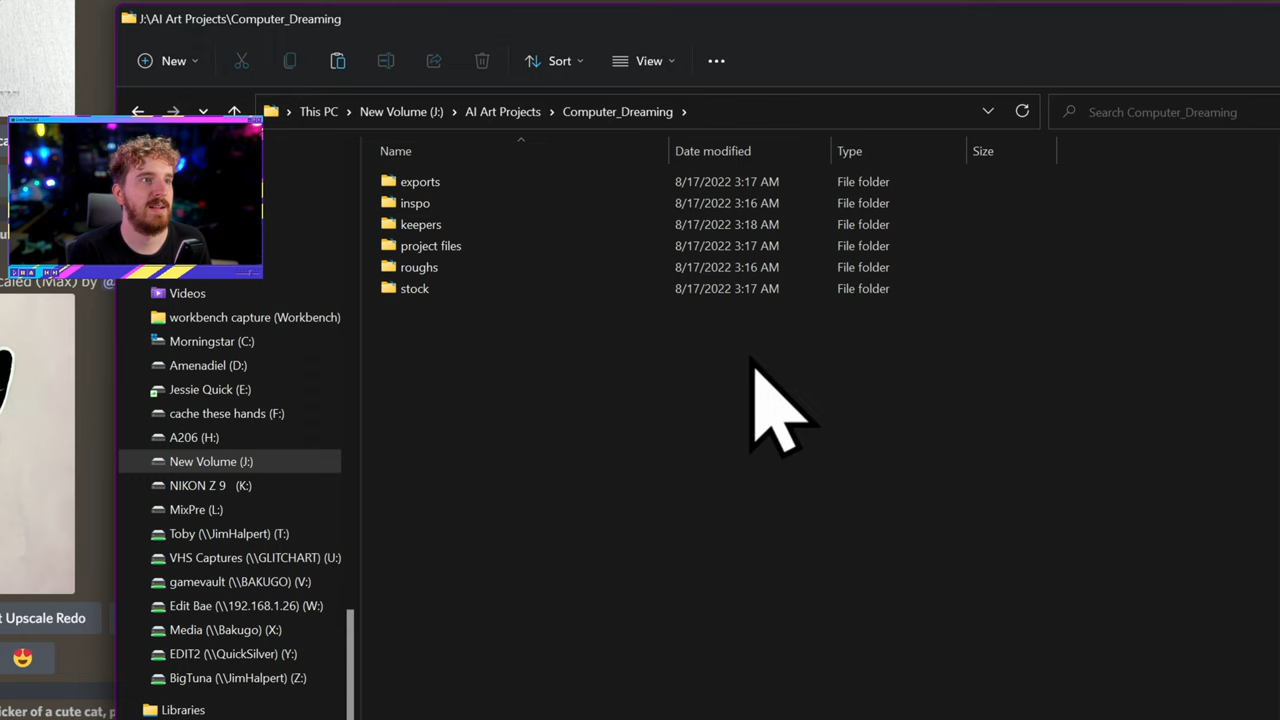 J:\AI Art Projects\Computer_Dreaming
New
Sort
View
This PC
New Volume (J:)
AI Art Projects
Computer_Dreaming
Search Computer_Dreaming
Name
Date modified
Type
Size
exports 8/17/2022 3:17 AM File folder
inspo 8/17/2022 3:16 AM File folder
keepers 8/17/2022 3:18 AM File folder
project files 8/17/2022 3:17 AM File folder
roughs 8/17/2022 3:16 AM File folder
stock 8/17/2022 3:17 AM File folder
Videos
workbench capture (Workbench)
Morningstar (C:)
Amenadiel (D:)
Jessie Quick (E:)
cache these hands (F:)
A206 (H:)
New Volume (J:)
NIKON Z 9 (K:)
MixPre (L:)
Toby (\\JimHalpert) (T:)
VHS Captures (\\GLITCHART) (U:)
gamevault (\\BAKUGO) (V:)
Edit Bae (\\192.168.1.26) (W:)
Media (\\Bakugo) (X:)
EDIT2 (\\QuickSilver) (Y:)
BigTuna (\\JimHalpert) (Z:)
Libraries
(Max) by @
t Upscale Redo
icker of a cute cat, p